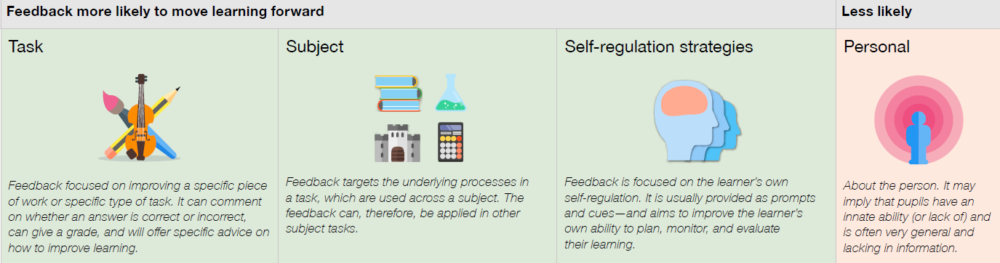 Feedback more likely to move learning forward
Less likely
Task
Feedback focused on improving a specific piece
of work or specific type of task. It can comment
on whether an answer is correct or incorrect,
can give a grade, and will offer specific advice on
how to improve learning.
Subject
Feedback targets the underlying processes in
a task, which are used across a subject. The
feedback can, therefore, be applied in other
subject tasks.
Self-regulation strategies
Feedback is focused on the learner’s own
self-regulation. It is usually provided as prompts
and cues—and aims to improve the learner’s
own ability to plan, monitor, and evaluate
their learning.
Personal
About the person. It may
imply that pupils have an
innate ability (or lack of) and
is often very general and
lacking in information.